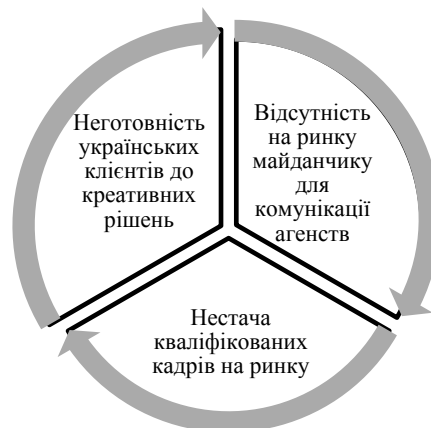 Неготовність
українських
клієнтів до
креативних
рішень
Відсутність
на ринку
майданчику
для
комунікації
агенств
Нестача
кваліфікованих
кадрів на ринку